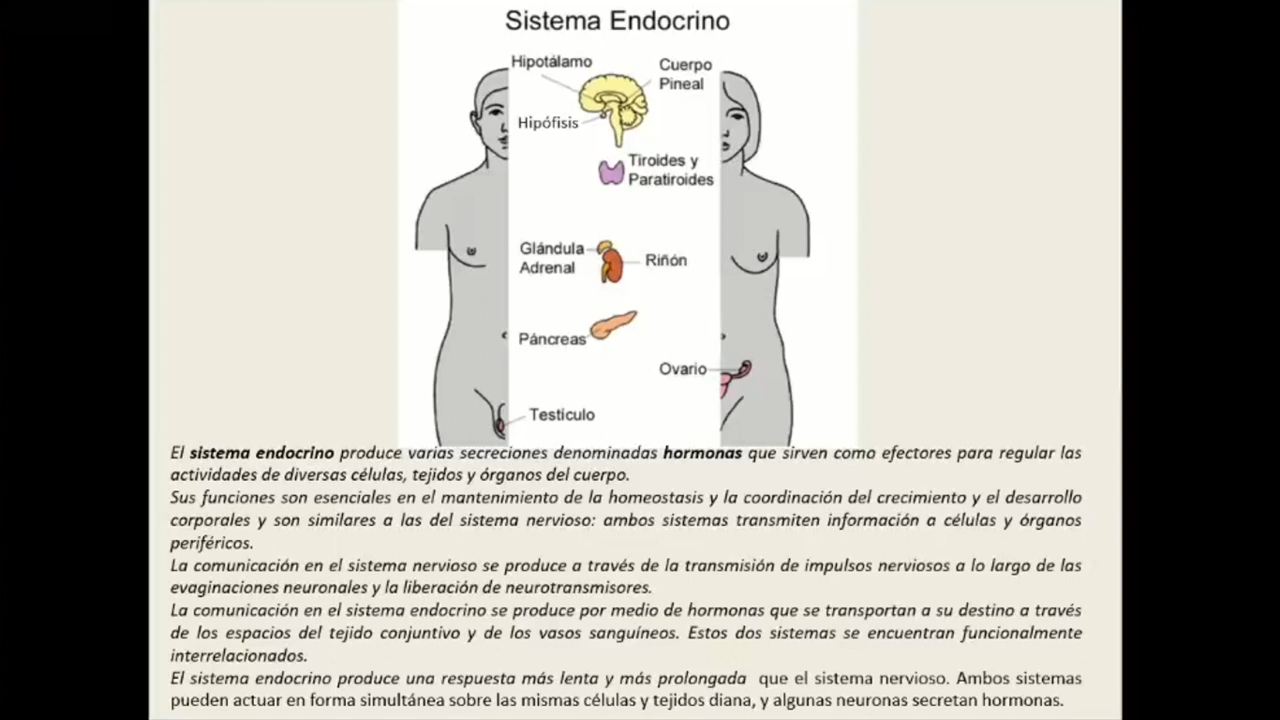 Sistema Endocrino
Hipotálamo
Cuerpo
Pineal
Hipófisis
Tiroides y
Paratiroides
Glándula
Adrenal
Riñón
Páncreas
Ovario
Testículo
El sistema endocrino produce varias secreciones denominadas hormonas que sirven como efectores para regular las
actividades de diversas células, tejidos y órganos del cuerpo.
Sus funciones son esenciales en el mantenimiento de la homeostasis y la coordinación del crecimiento y el desarrollo
corporales y son similares a las del sistema nervioso: ambos sistemas transmiten información a células y órganos
periféricos.
La comunicación en el sistema nervioso se produce a través de la transmisión de impulsos nerviosos a lo largo de las
evaginaciones neuronales y la liberación de neurotransmisores.
La comunicación en el sistema endocrino se produce por medio de hormonas que se transportan a su destino a través
de los espacios del tejido conjuntivo y de los vasos sanguíneos. Estos dos sistemas se encuentran funcionalmente
interrelacionados.
El sistema endocrino produce una respuesta más lenta y más prolongada que el sistema nervioso. Ambos sistemas
pueden actuar en forma simultánea sobre las mismas células y tejidos diana, y algunas neuronas secretan hormonas.